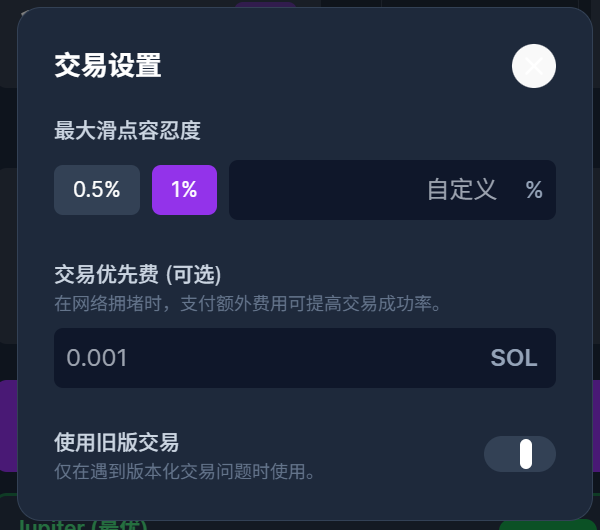 交易设置
最大滑点容忍度
0.5%
1%
自定义 %
交易优先费 (可选)
在网络拥堵时，支付额外费用可提高交易成功率。
0.001 SOL
使用旧版交易
仅在遇到版本化交易问题时使用。
Jupiter (最优)